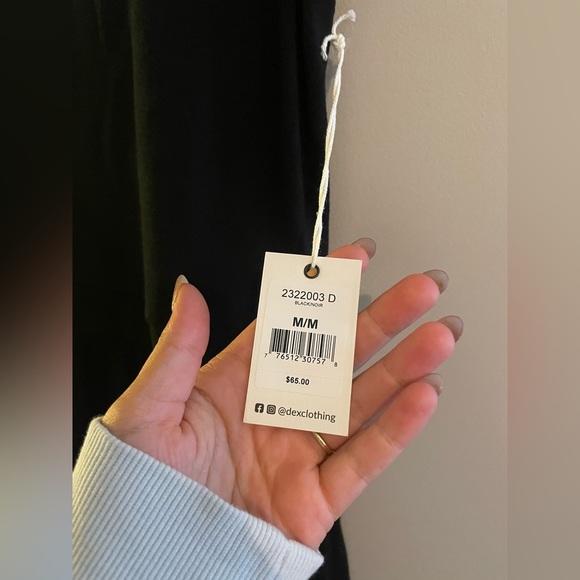 2322003 D
BLACK/NOIR
M/M
7 76512 30757 8
$65.00
@dexclothing